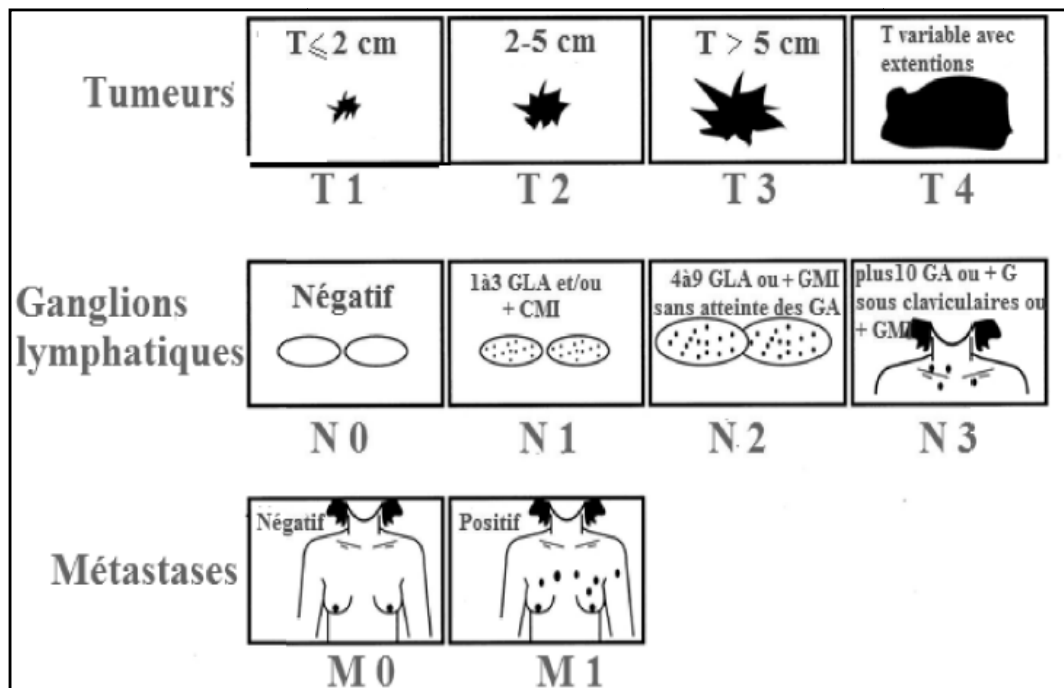 Tumeurs
T⩽2 cm
2-5 cm
T > 5 cm
T variable avec
extentions
T 1
T 2
T 3
T 4
Ganglions
lymphatiques
Négatif
1à3 GLA et/ou
+ CMI
4à9 GLA ou + GMI
sans atteinte des GA
plus10 GA ou + G
sous claviculaires ou
+ GMI
N 0
N 1
N 2
N 3
Métastases
Négatif
Positif
M 0
M 1